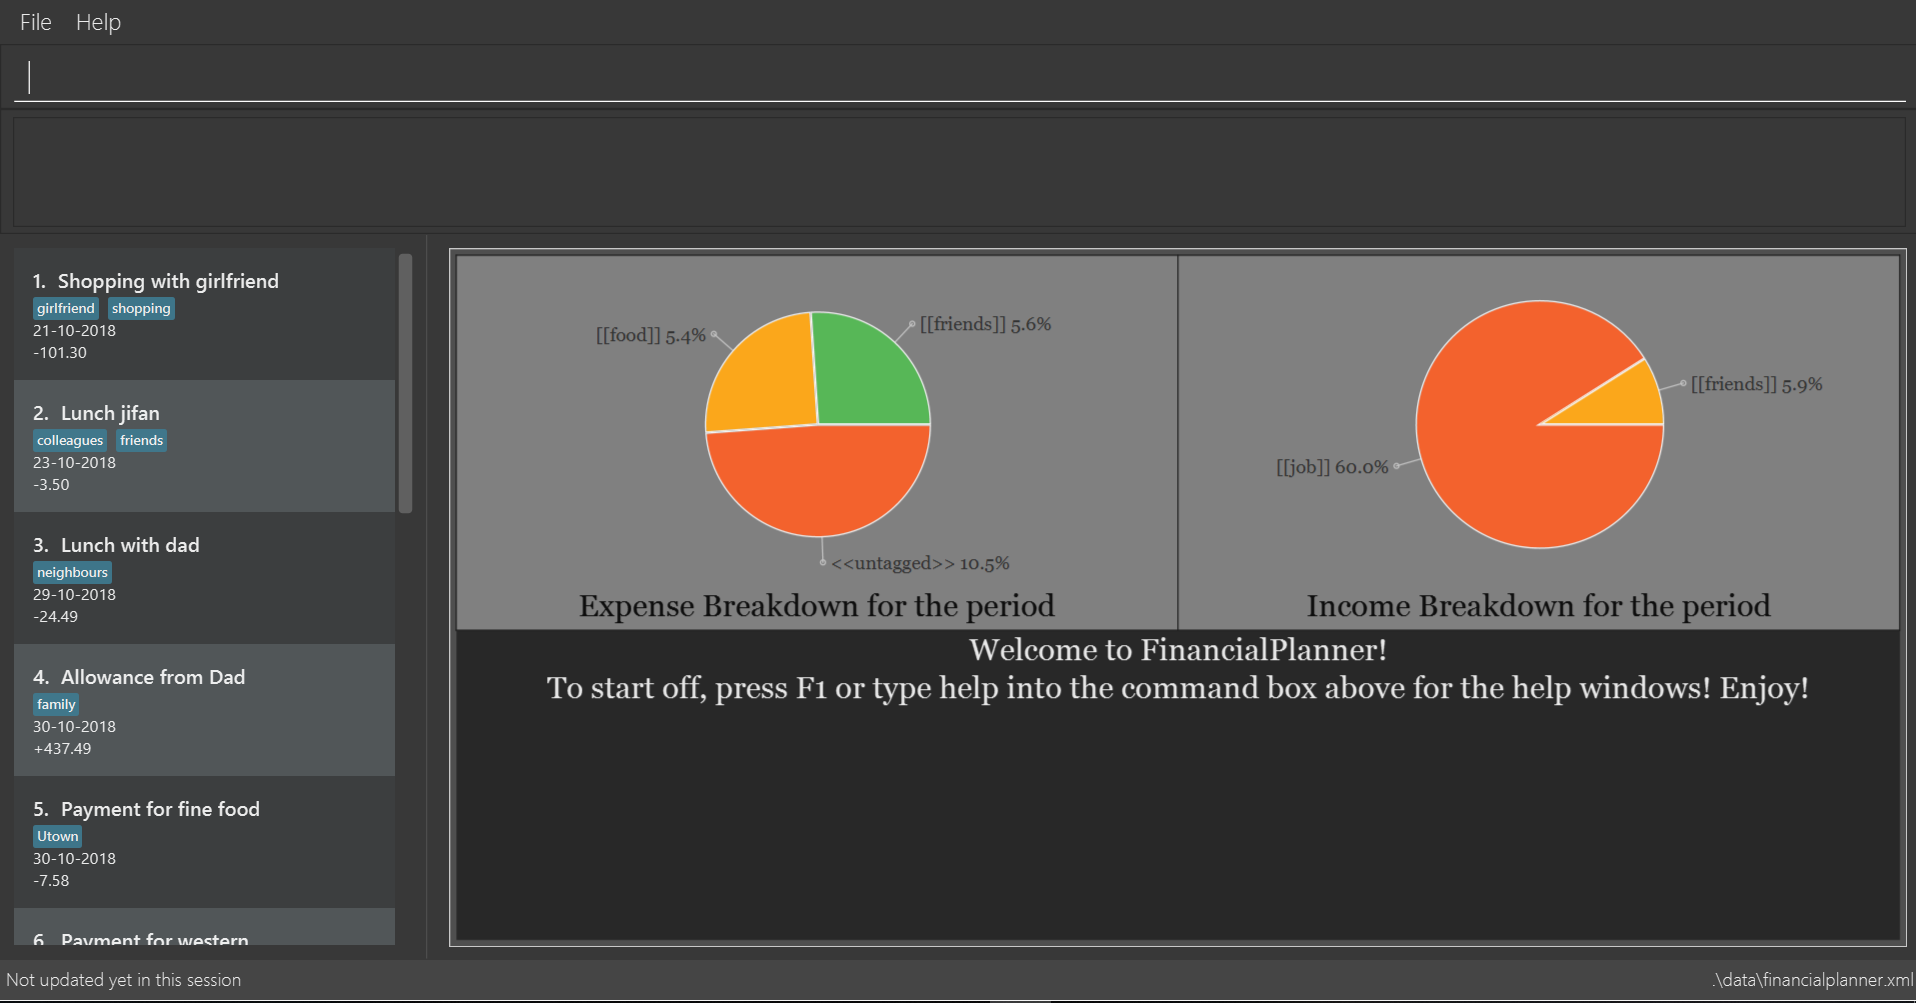 File Help
1. Shopping with girlfriend
girlfriend shopping
21-10-2018
-101.30
2. Lunch jifan
colleagues friends
23-10-2018
-3.50
3. Lunch with dad
neighbours
29-10-2018
-24.49
4. Allowance from Dad
family
30-10-2018
+437.49
5. Payment for fine food
Utown
30-10-2018
-7.58
6. Payment for western
[[food]] 5.4%
[[friends]] 5.6%
<<untagged>> 10.5%
Expense Breakdown for the period
[[friends]] 5.9%
[[job]] 60.0%
Income Breakdown for the period
Welcome to FinancialPlanner!
To start off, press F1 or type help into the command box above for the help windows! Enjoy!
Not updated yet in this session
.\data\financialplanner.xml